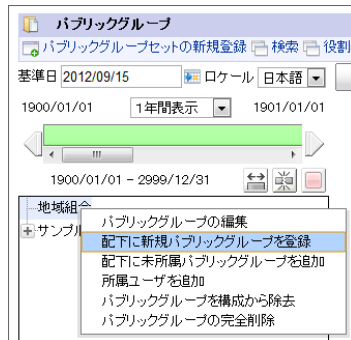 パブリックグループ
パブリックグループセットの新規登録 検索 役割
基準日 2012/09/15 ロケール 日本語
1900/01/01 1年間表示 1901/01/01
1900/01/01 - 2999/12/31
地域組合
サンプル
パブリックグループの編集
配下に新規パブリックグループを登録
配下に未所属パブリックグループを追加
所属ユーザを追加
パブリックグループを構成から除去
パブリックグループの完全削除